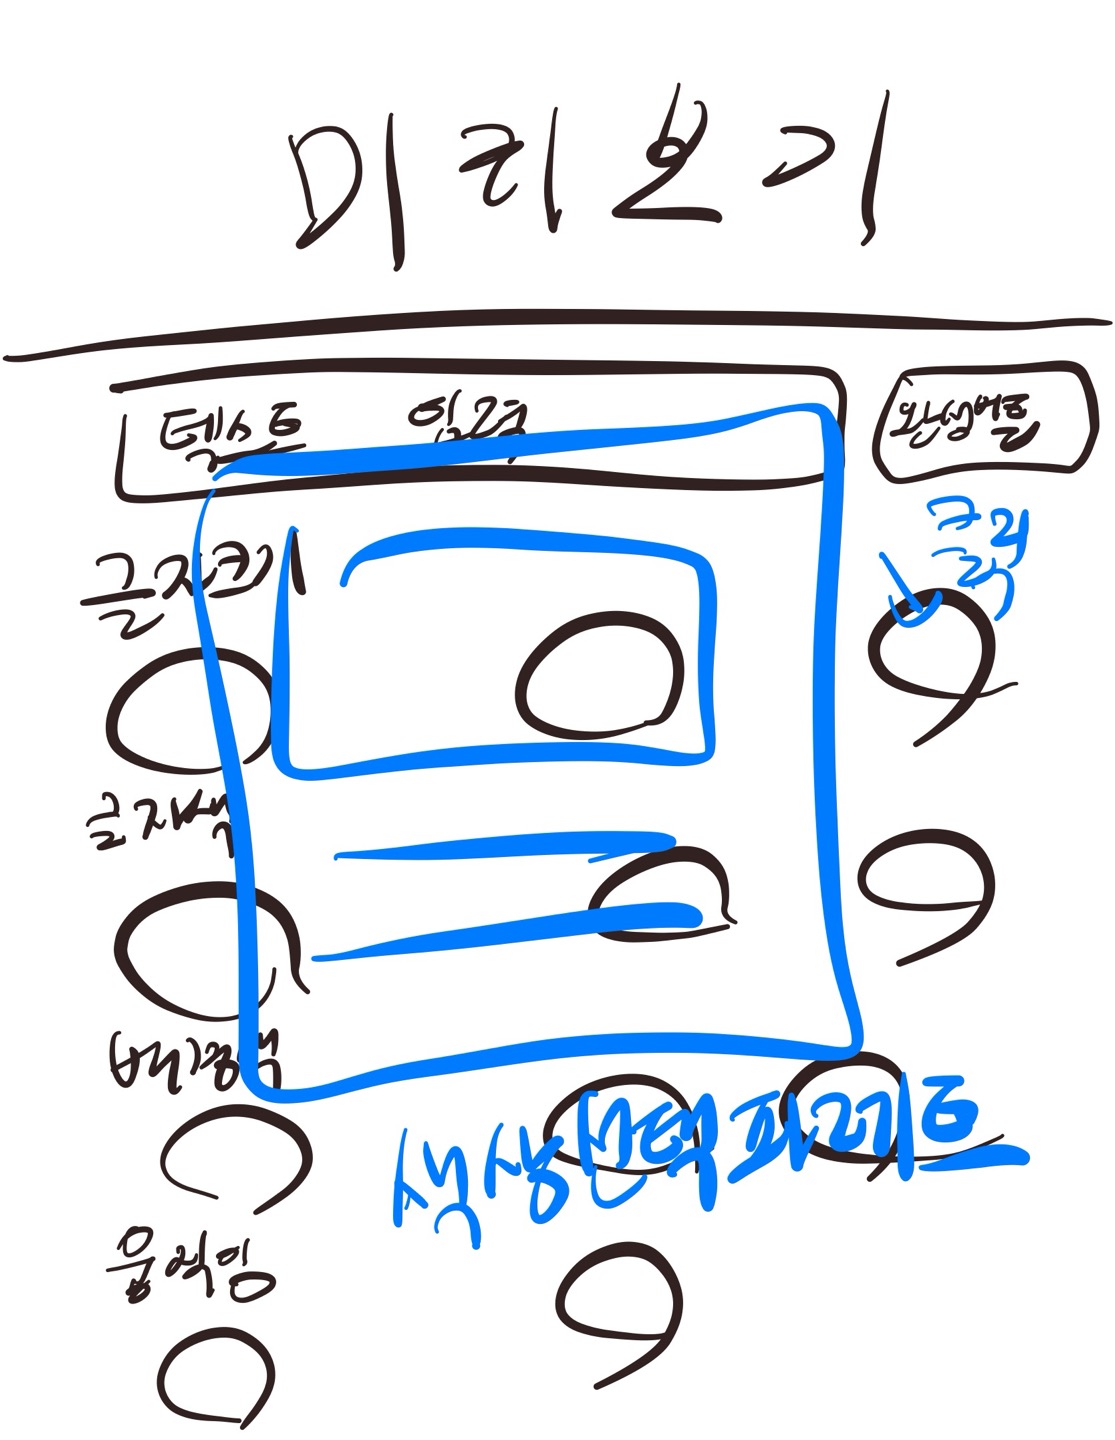 미리보기
텍스트 입력
완성버튼
클릭
글자크기
글자색
배경색
색상선택파레트
움직임